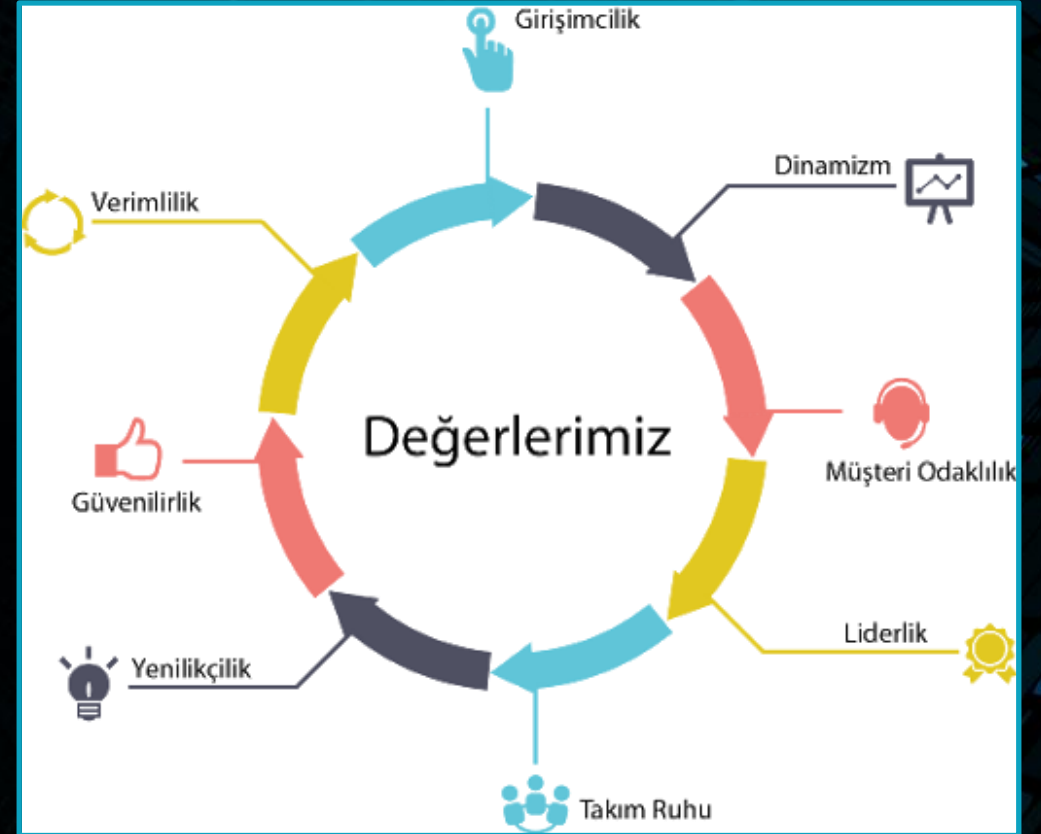 Girişimcilik
Dinamizm
Verimlilik
Değerlerimiz
Müşteri Odaklılık
Güvenilirlik
Liderlik
Yenilikçilik
Takım Ruhu